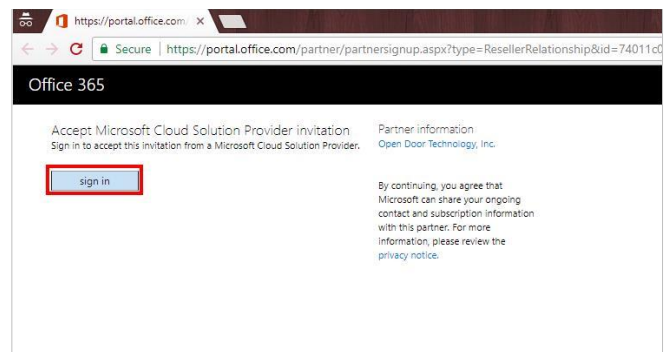 https://portal.office.com
Secure | https://portal.office.com/partner/partnersignup.aspx?type=ResellerRelationship&id=74011c0
Office 365
Accept Microsoft Cloud Solution Provider invitation
Sign in to accept this invitation from a Microsoft Cloud Solution Provider.
sign in
Partner information
Open Door Technology, Inc.
By continuing, you agree that
Microsoft can share your ongoing
contact and subscription information
with this partner. For more
information, please review the
privacy notice.